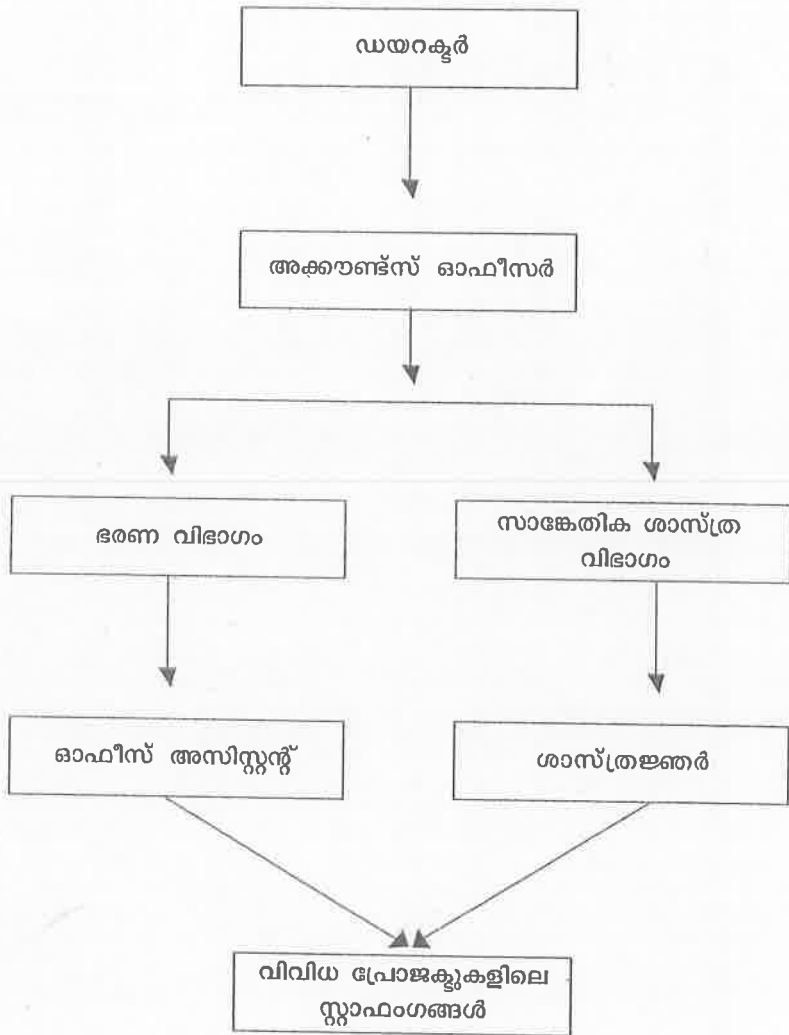 ഡയറക്ടർ
അക്കൗണ്ട്സ് ഓഫീസർ
ഭരണ വിഭാഗം
സാങ്കേതിക ശാസ്ത്ര
വിഭാഗം
ഓഫീസ് അസിസ്റ്റന്റ്
ശാസ്ത്രജ്ഞർ
വിവിധ പ്രോജക്ടുകളിലെ
സ്റ്റാഫംഗങ്ങൾ